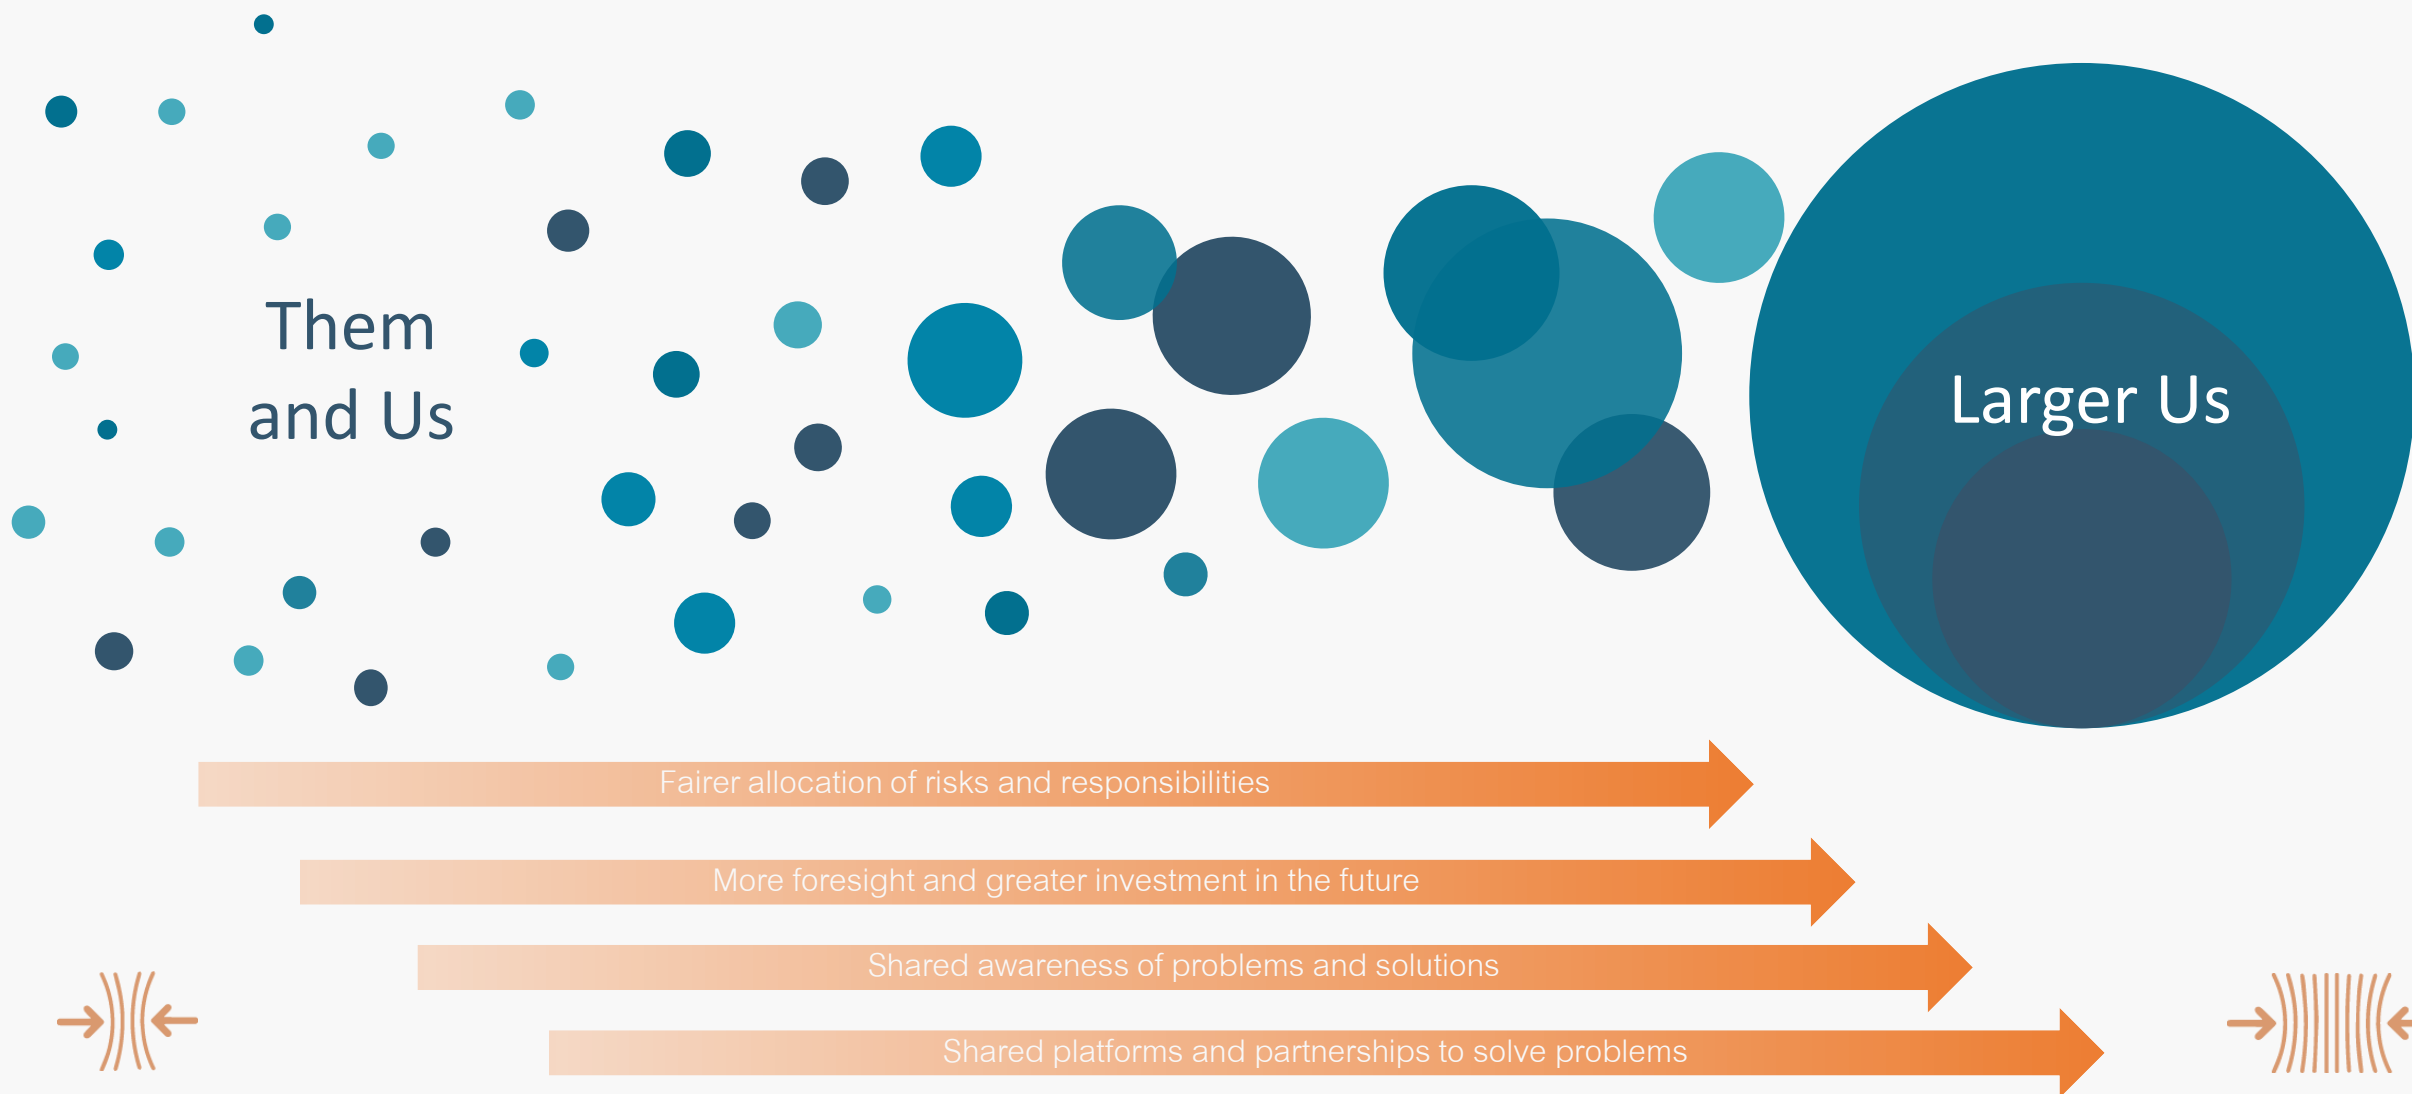 Them
and Us
Larger Us
Fairer allocation of risks and responsibilities
More foresight and greater investment in the future
Shared awareness of problems and solutions
Shared platforms and partnerships to solve problems